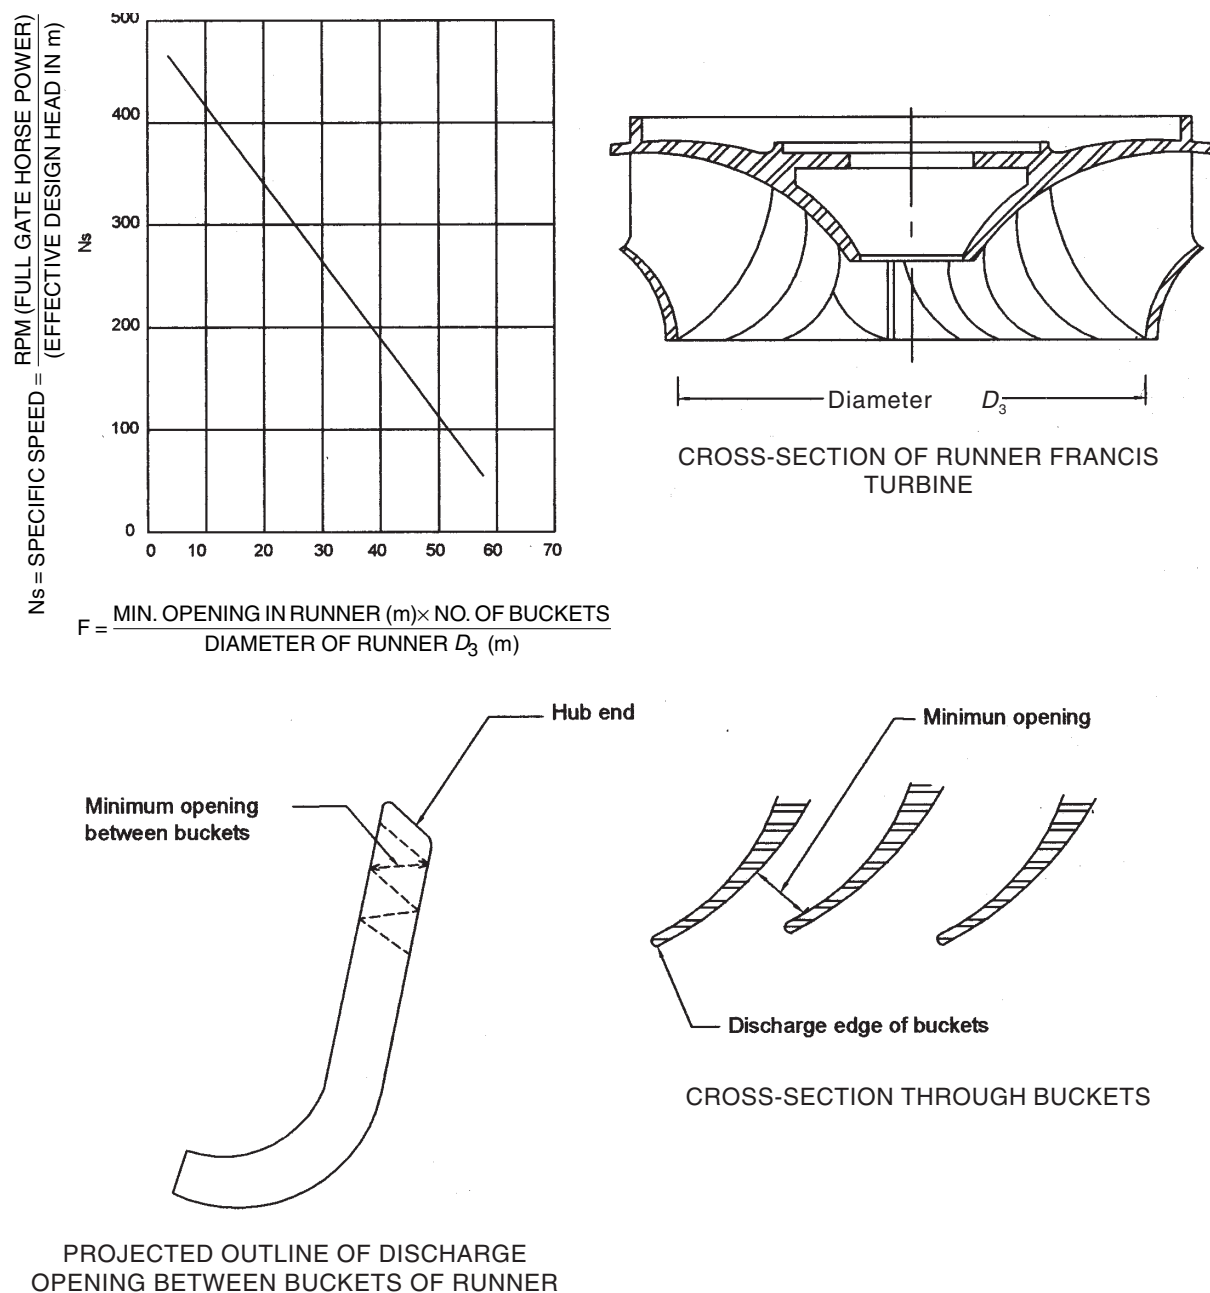 Ns = SPECIFIC SPEED = RPM (FULL GATE HORSE POWER)
(EFFECTIVE DESIGN HEAD IN m)
Ns
500
400
300
200
100
0
0 10 20 30 40 50 60 70
F = MIN. OPENING IN RUNNER (m)× NO. OF BUCKETS
DIAMETER OF RUNNER D3 (m)
Diameter D3
CROSS-SECTION OF RUNNER FRANCIS
TURBINE
Hub end
Minimum opening
between buckets
PROJECTED OUTLINE OF DISCHARGE
OPENING BETWEEN BUCKETS OF RUNNER
Minimun opening
Discharge edge of buckets
CROSS-SECTION THROUGH BUCKETS